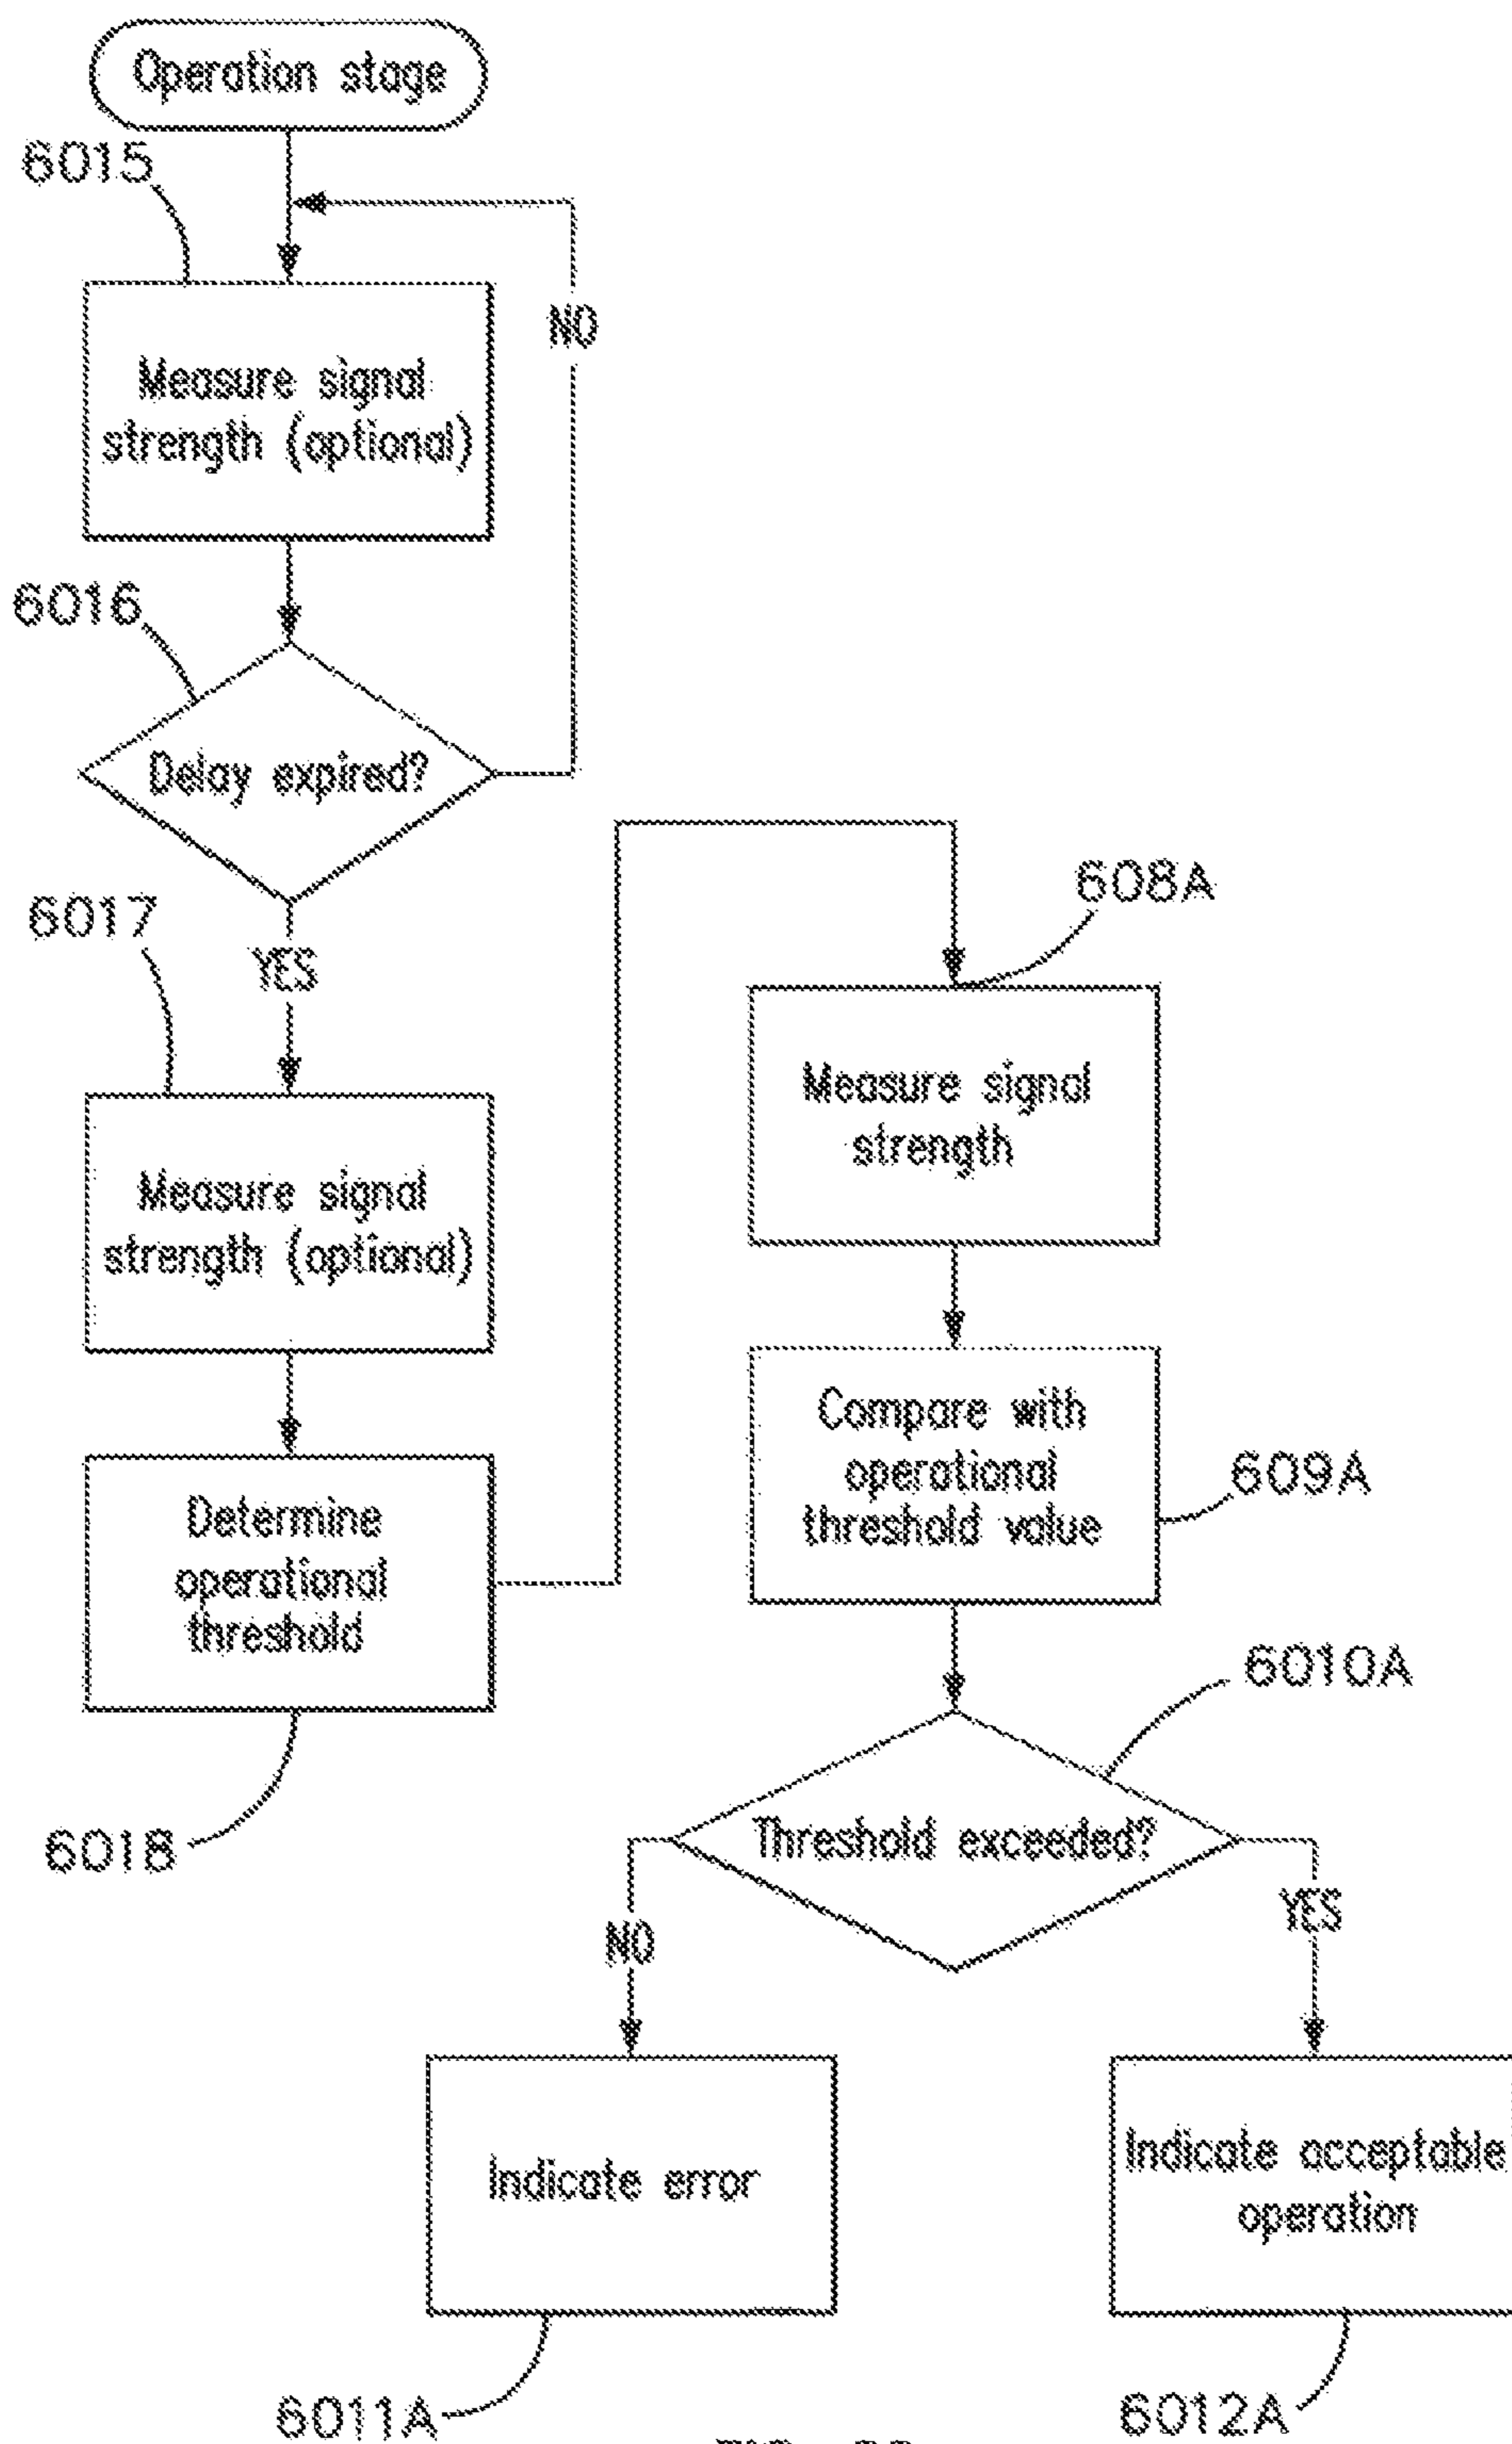 Operation stage
6015
NO
Measure signal
strength (optional)
6016
Delay expired?
6017
YES
608A
Measure signal
strength (optional)
Measure signal
strength
Determine
operational
threshold
Compare with
operational
threshold value
609A
6018
6010A
Threshold exceeded?
NO
YES
Indicate error
Indicate acceptable
operation
6011A
6012A